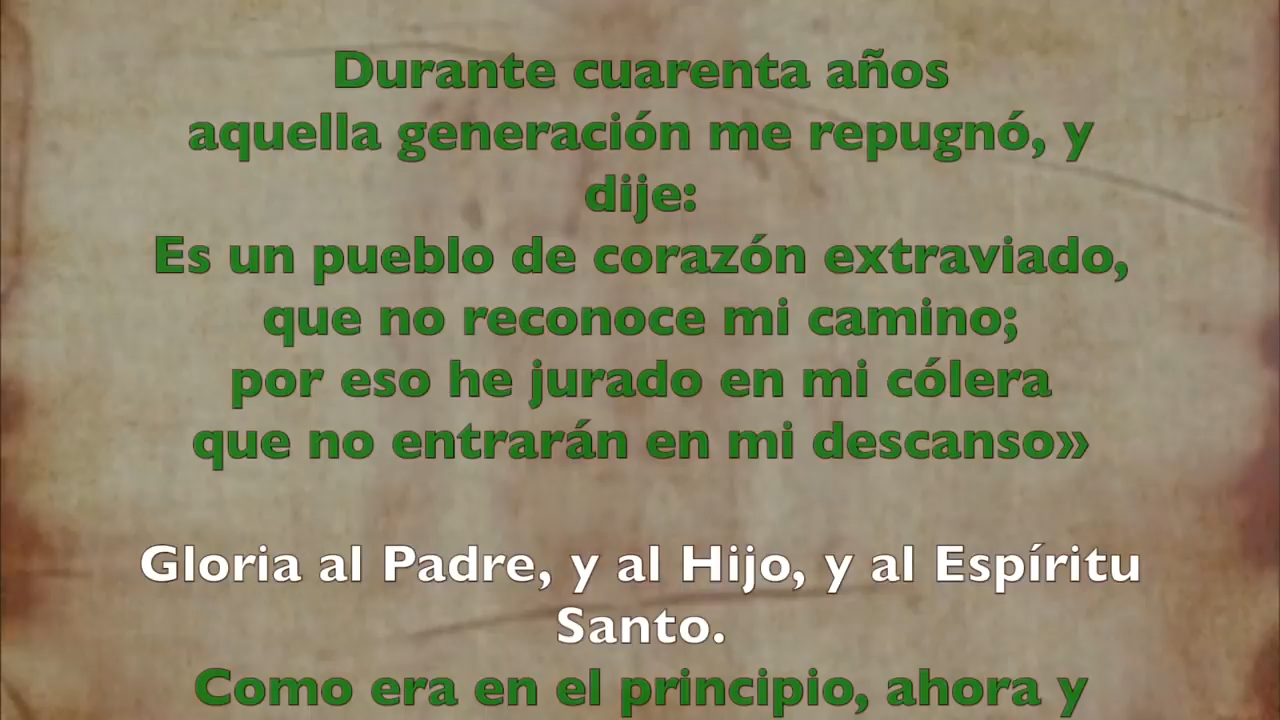 Durante cuarenta años
aquella generación me repugnó, y
dije:
Es un pueblo de corazón extraviado,
que no reconoce mi camino;
por eso he jurado en mi cólera
que no entrarán en mi descanso»
Gloria al Padre, y al Hijo, y al Espíritu
Santo.
Como era en el principio, ahora y